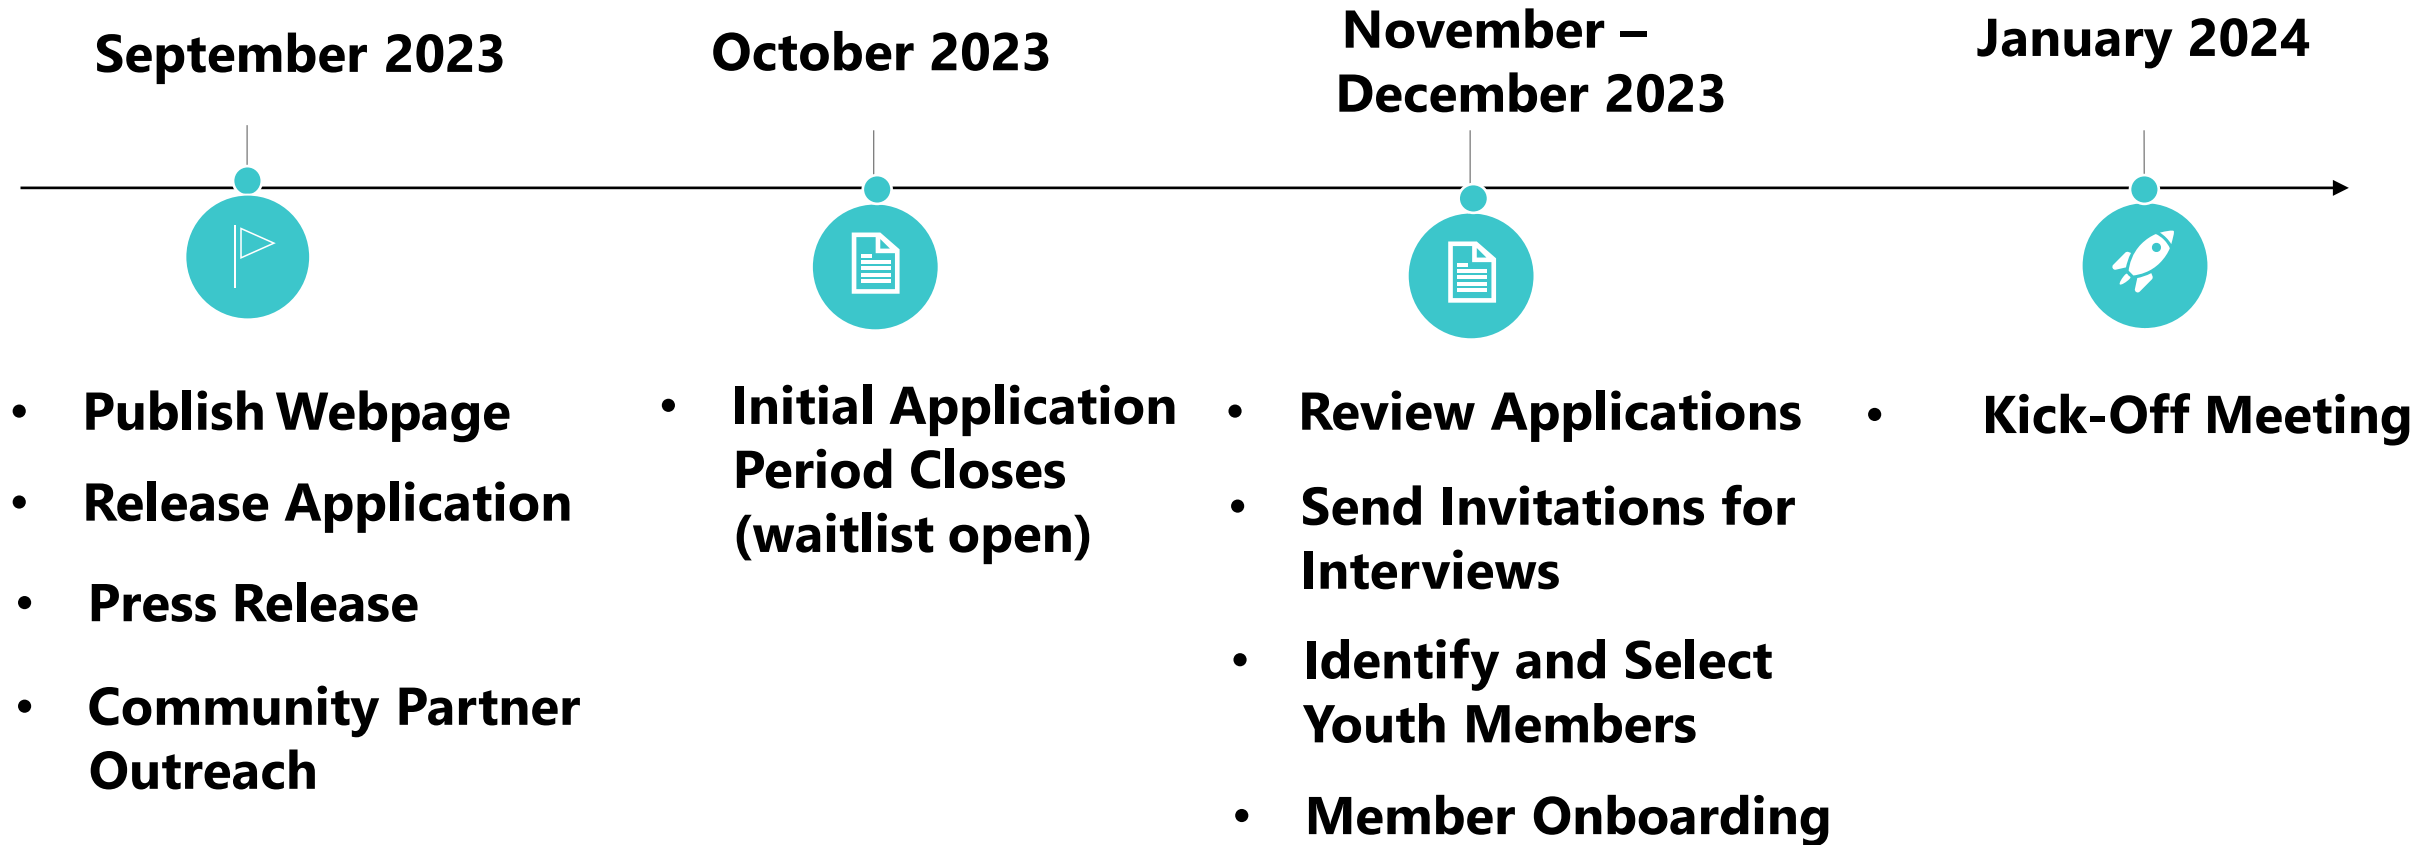 September 2023
• Publish Webpage
• Release Application
• Press Release
• Community Partner
Outreach
October 2023
• Initial Application
Period Closes
(waitlist open)
November –
December 2023
• Review Applications
• Send Invitations for
Interviews
• Identify and Select
Youth Members
• Member Onboarding
January 2024
• Kick-Off Meeting